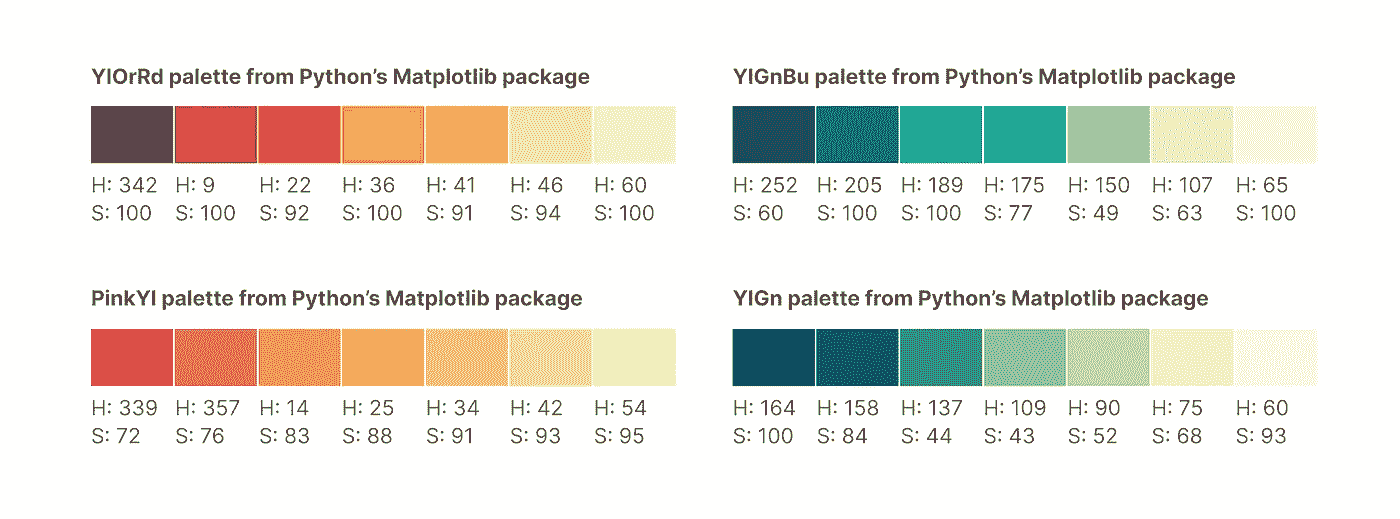 YlOrRd palette from Python's Matplotlib package
H: 342 H: 9 H: 22 H: 36 H: 41 H: 46 H: 60
S: 100 S: 100 S: 92 S: 100 S: 91 S: 94 S: 100
YlGnBu palette from Python's Matplotlib package
H: 252 H: 205 H: 189 H: 175 H: 150 H: 107 H: 65
S: 60 S: 100 S: 100 S: 77 S: 49 S: 63 S: 100
PinkYl palette from Python's Matplotlib package
H: 339 H: 357 H: 14 H: 25 H: 34 H: 42 H: 54
S: 72 S: 76 S: 83 S: 88 S: 91 S: 93 S: 95
YlGn palette from Python's Matplotlib package
H: 164 H: 158 H: 137 H: 109 H: 90 H: 75 H: 60
S: 100 S: 84 S: 44 S: 43 S: 52 S: 68 S: 93